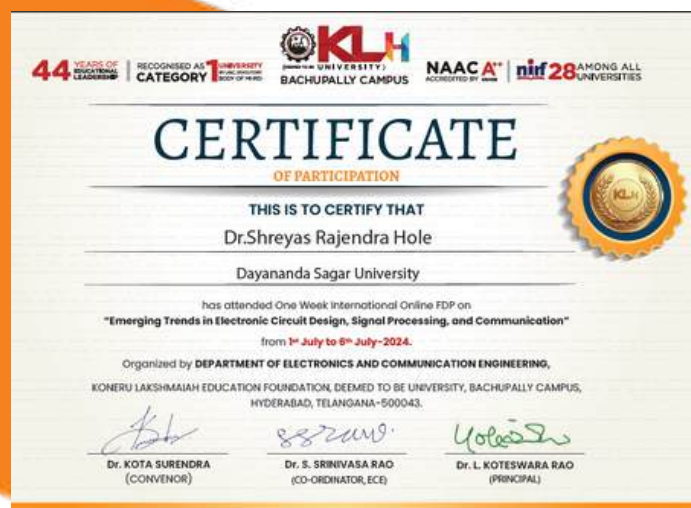 44 YEARS OF EDUCATIONAL LEADERSHIP
RECOGNISED AS CATEGORY 1 UNIVERSITY
KLH
(DEEMED TO BE UNIVERSITY)
BACHUPALLY CAMPUS
NAAC A++
ACCREDITED BY
nirf 28 AMONG ALL UNIVERSITIES
CERTIFICATE
OF PARTICIPATION
KLH
THIS IS TO CERTIFY THAT
Dr.Shreyas Rajendra Hole
Dayananda Sagar University
has attended One Week International Online FDP on
"Emerging Trends in Electronic Circuit Design, Signal Processing, and Communication"
from 1st July to 6th July-2024.
Organized by DEPARTMENT OF ELECTRONICS AND COMMUNICATION ENGINEERING,
KONERU LAKSHMAIAH EDUCATION FOUNDATION, DEEMED TO BE UNIVERSITY, BACHUPALLY CAMPUS,
HYDERABAD, TELANGANA-500043.
Dr. KOTA SURENDRA
(CONVENOR)
Dr. S. SRINIVASA RAO
(CO-ORDINATOR, ECE)
Dr. L. KOTESWARA RAO
(PRINCIPAL)